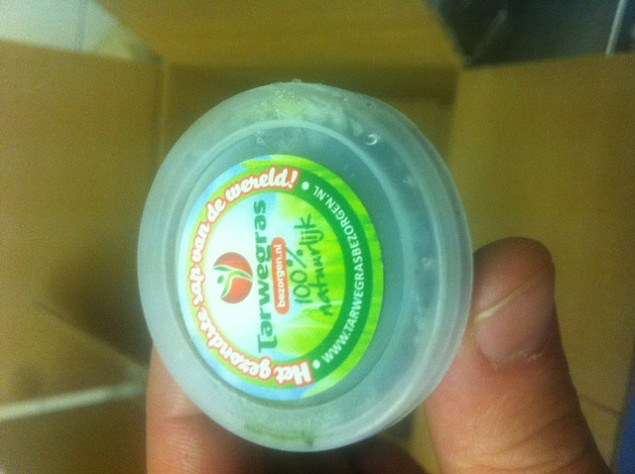 Het gezondste sap van de wereld!
Tarwegras
bezorgen.nl
100%
natuurlijk
WWW.TARWEGRASBEZORGEN.NL